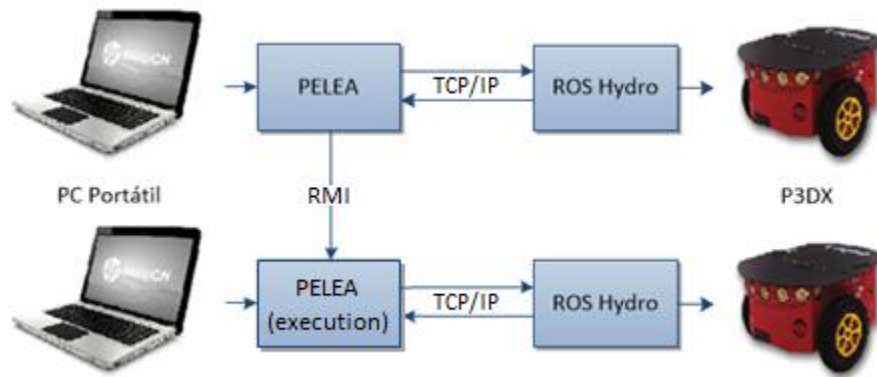 PELEA
TCP/IP
ROS Hydro
PC Portátil
RMI
P3DX
PELEA
(execution)
TCP/IP
ROS Hydro